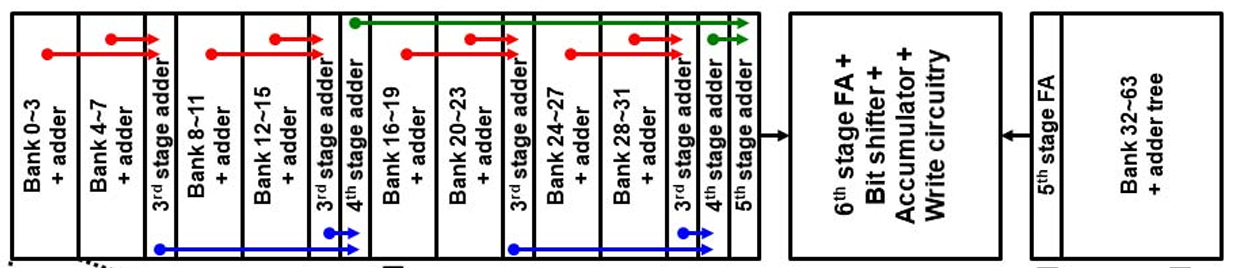 Bank 0~3
+ adder
Bank 4~7
+ adder
3rd stage adder
Bank 8~11
+ adder
Bank 12~15
+ adder
3rd stage adder
4th stage adder
Bank 16~19
+ adder
Bank 20~23
+ adder
3rd stage adder
Bank 24~27
+ adder
Bank 28~31
+ adder
3rd stage adder
4th stage adder
5th stage adder
6th stage FA +
Bit shifter +
Accumulator +
Write circuitry
5th stage FA
Bank 32~63
+ adder tree